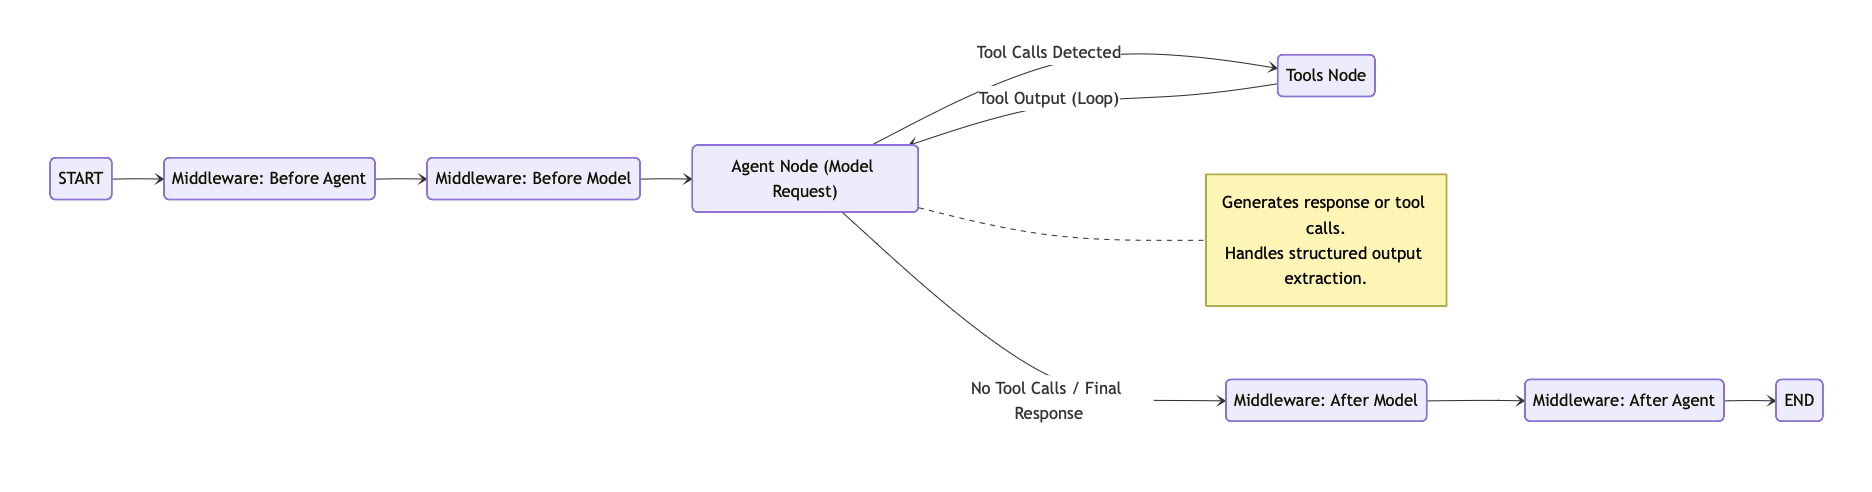 Tool Calls Detected
Tools Node
Tool Output (Loop)
START
Middleware: Before Agent
Middleware: Before Model
Agent Node (Model
Request)
Generates response or tool
calls.
Handles structured output
extraction.
No Tool Calls / Final
Response
Middleware: After Model
Middleware: After Agent
END